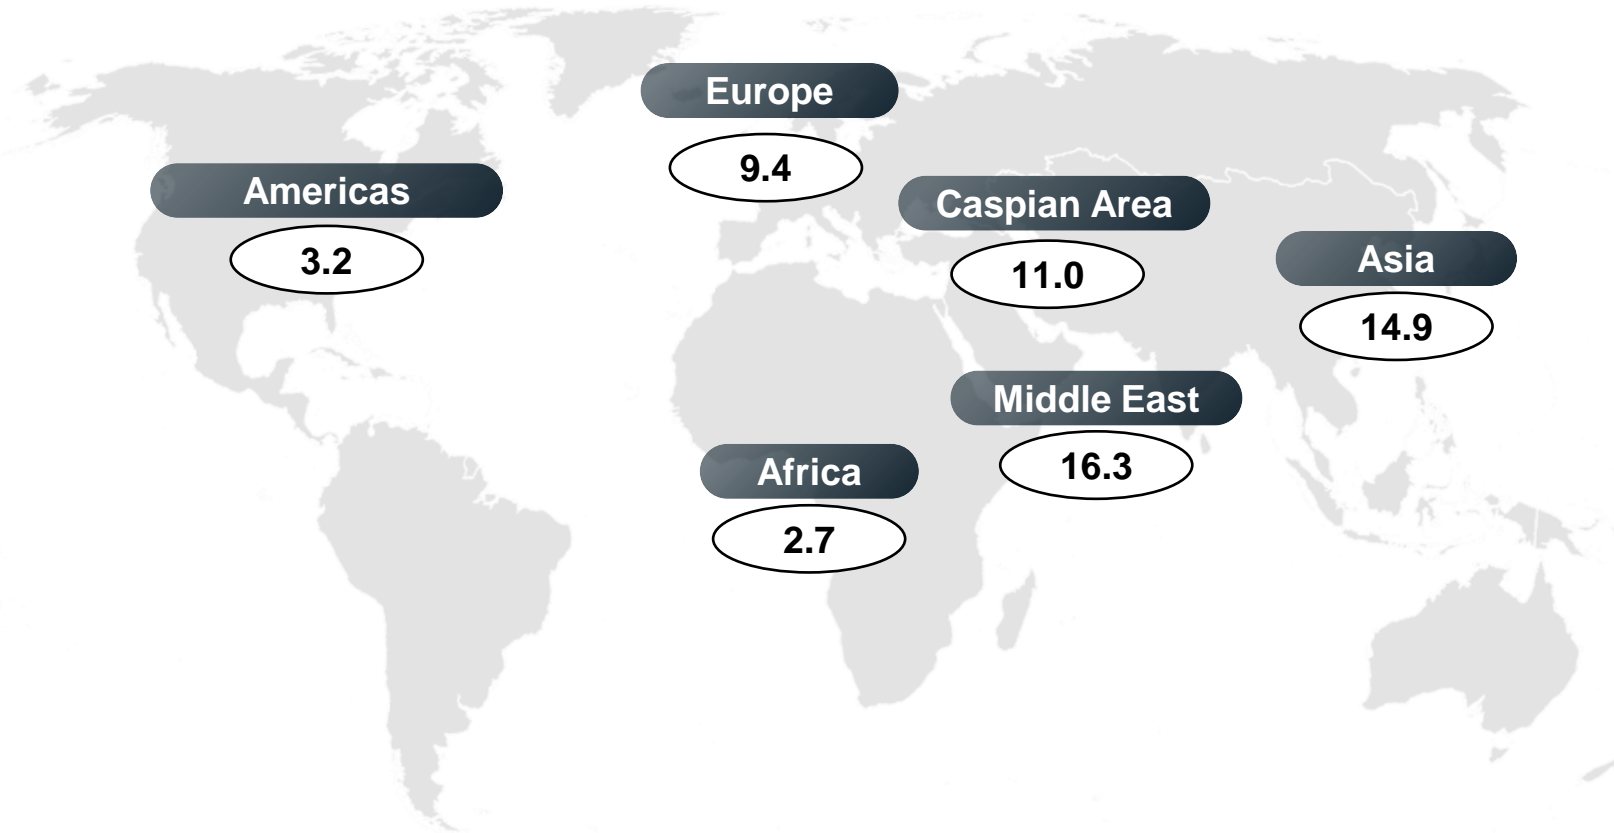 Europe
9.4
Americas
3.2
Caspian Area
11.0
Asia
14.9
Middle East
16.3
Africa
2.7